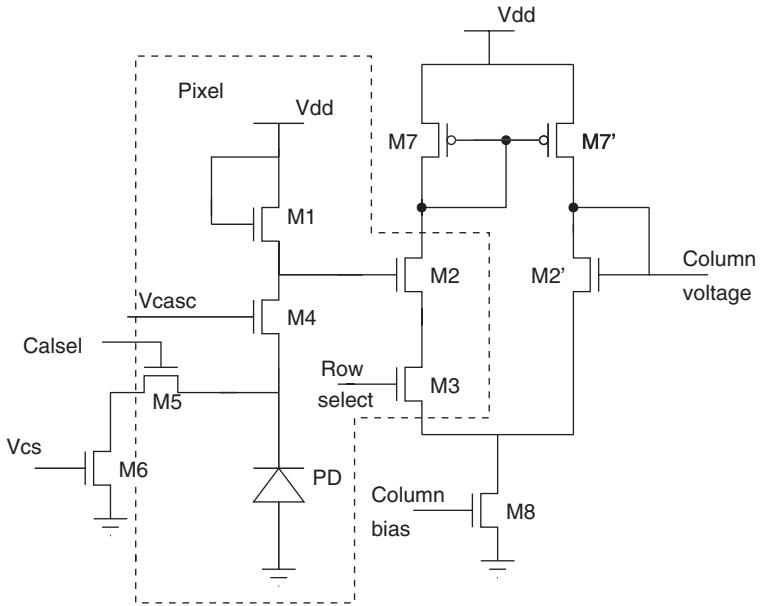 Vdd
Pixel
Vdd
M7
M7'
M1
M2
M2'
Column
voltage
Vcasc
M4
Calsel
Row
select
M3
M5
Vcs
M6
PD
Column
bias
M8